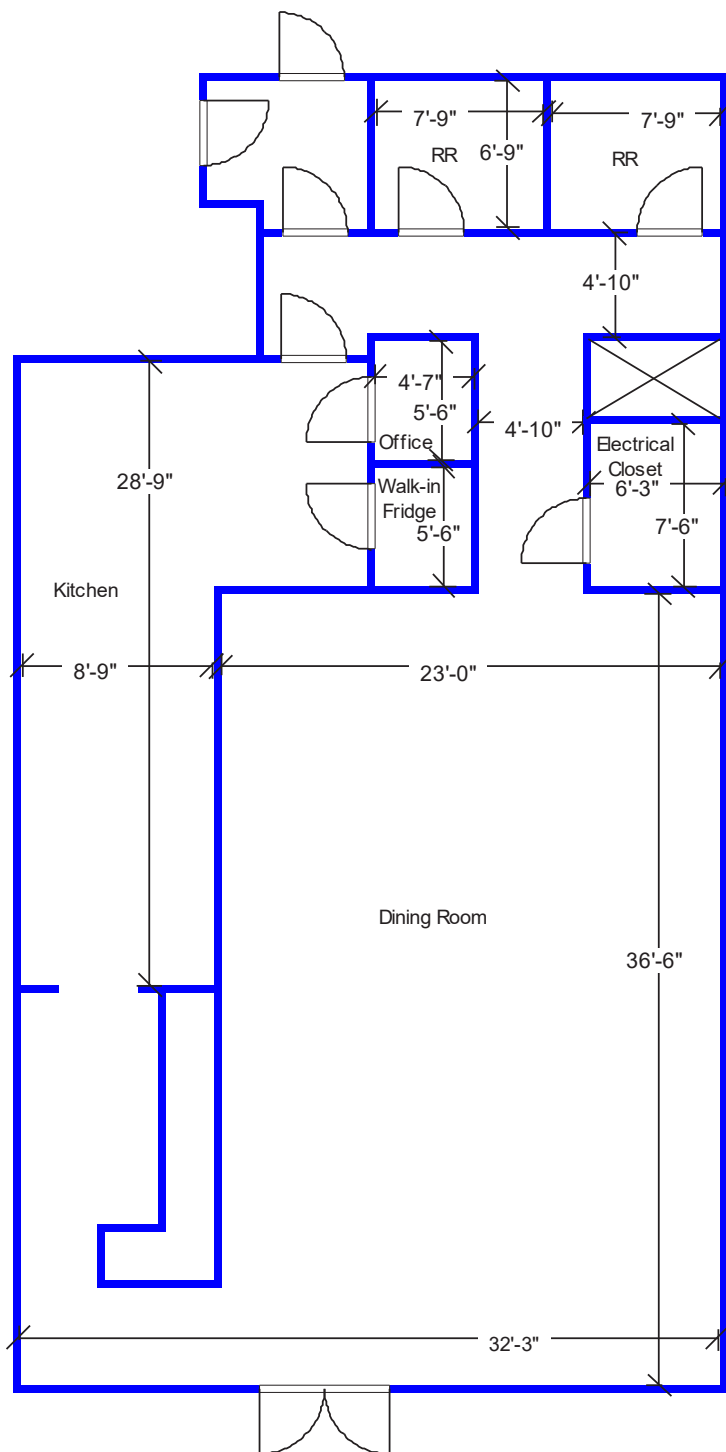 7'-9"
7'-9"
RR
6'-9"
RR
4'-10"
4'-7"
5'-6"
4'-10"
Office
Electrical
Closet
28'-9"
Walk-in
Fridge
6'-3"
5'-6"
7'-6"
Kitchen
8'-9"
23'-0"
Dining Room
36'-6"
32'-3"